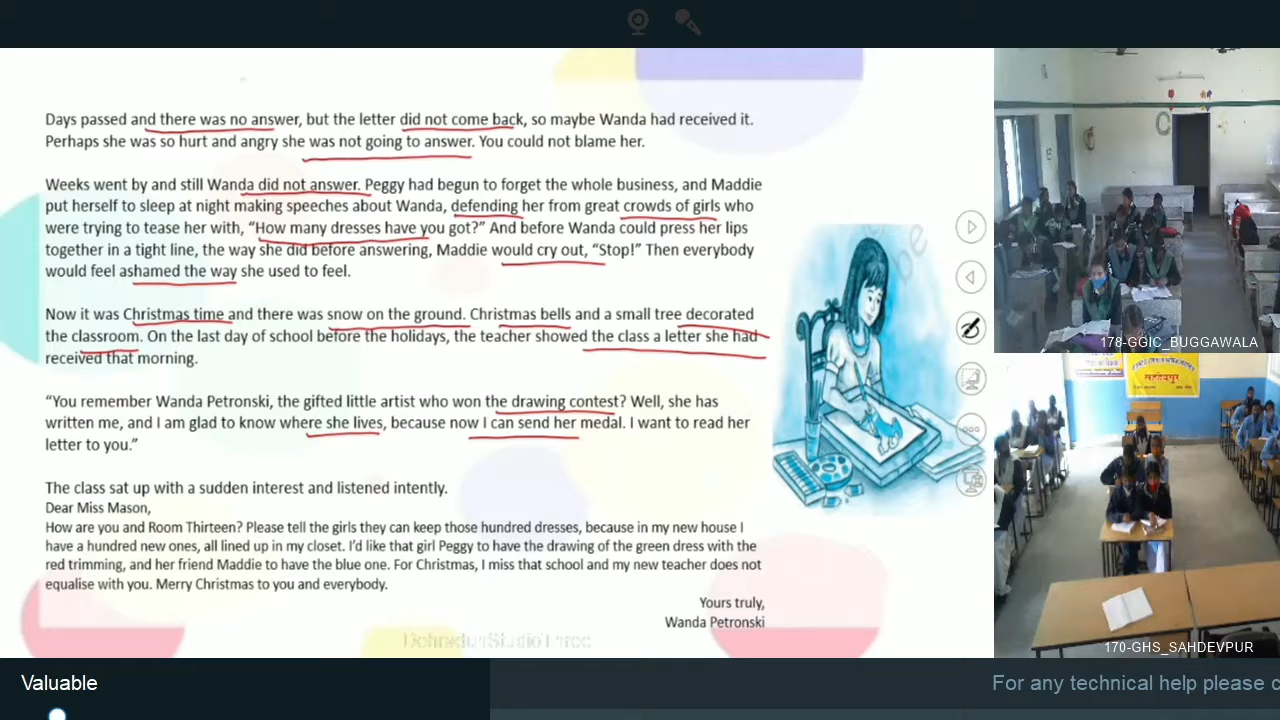 Days passed and there was no answer, but the letter did not come back, so maybe Wanda had received it.
Perhaps she was so hurt and angry she was not going to answer. You could not blame her.
Weeks went by and still Wanda did not answer. Peggy had begun to forget the whole business, and Maddie
put herself to sleep at night making speeches about Wanda, defending her from great crowds of girls who
were trying to tease her with, “How many dresses have you got?” And before Wanda could press her lips
together in a tight line, the way she did before answering, Maddie would cry out, “Stop!” Then everybody
would feel ashamed the way she used to feel.
Now it was Christmas time and there was snow on the ground. Christmas bells and a small tree decorated
the classroom. On the last day of school before the holidays, the teacher showed the class a letter she had
received that morning.
“You remember Wanda Petronski, the gifted little artist who won the drawing contest? Well, she has
written me, and I am glad to know where she lives, because now I can send her medal. I want to read her
letter to you.”
The class sat up with a sudden interest and listened intently.
Dear Miss Mason,
How are you and Room Thirteen? Please tell the girls they can keep those hundred dresses, because in my new house I
have a hundred new ones, all lined up in my closet. I’d like that girl Peggy to have the drawing of the green dress with the
red trimming, and her friend Maddie to have the blue one. For Christmas, I miss that school and my new teacher does not
equalise with you. Merry Christmas to you and everybody.
Yours truly,
Wanda Petronski
178-GGIC_BUGGAWALA
सहदेवपुर
170-GHS_SAHDEVPUR
Valuable
For any technical help please c